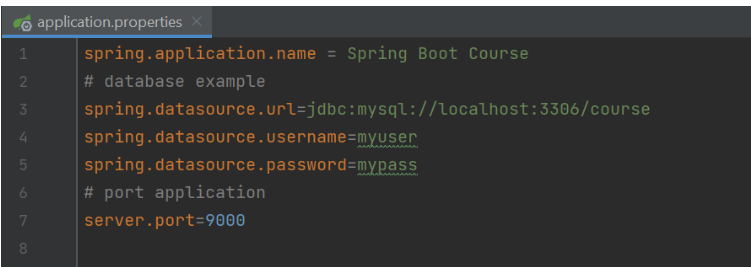 application.properties ×
1 spring.application.name = Spring Boot Course
2 # database example
3 spring.datasource.url=jdbc:mysql://localhost:3306/course
4 spring.datasource.username=myuser
5 spring.datasource.password=mypass
6 # port application
7 server.port=9000
8